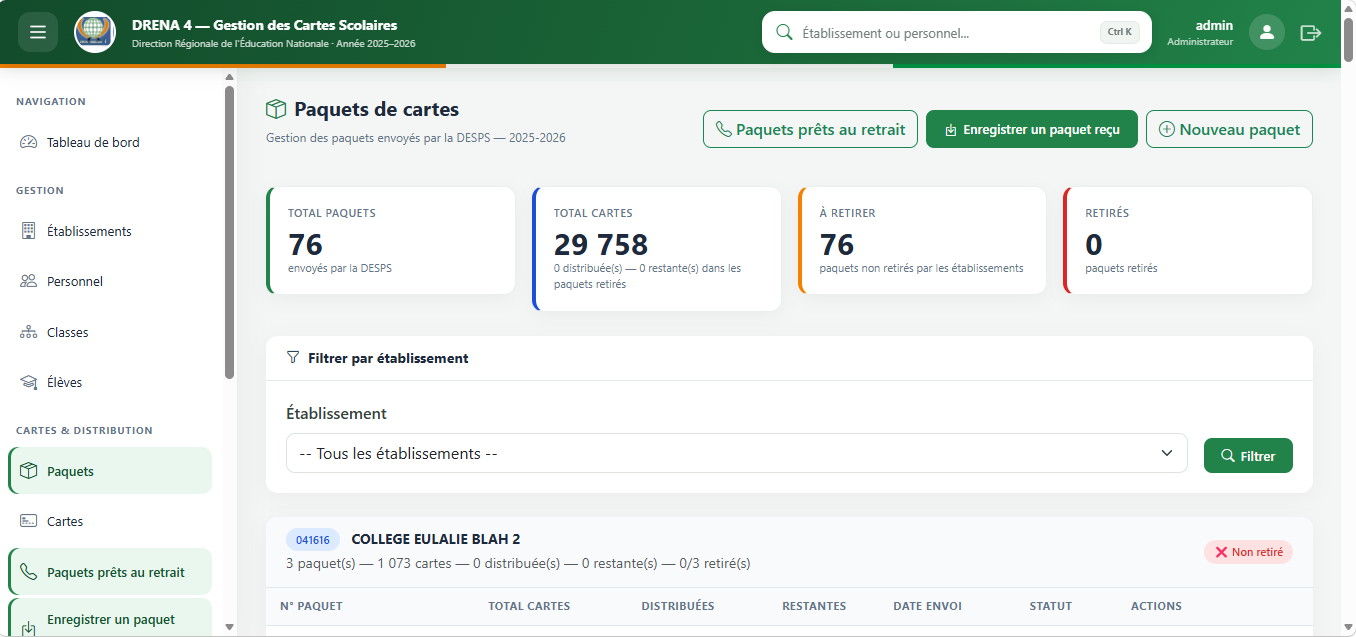 DRENA 4 — Gestion des Cartes Scolaires
Direction Régionale de l'Éducation Nationale · Année 2025–2026
Établissement ou personnel...
Ctrl K
admin
Administrateur
NAVIGATION
Tableau de bord
GESTION
Établissements
Personnel
Classes
Élèves
CARTES & DISTRIBUTION
Paquets
Cartes
Paquets prêts au retrait
Enregistrer un paquet
Paquets de cartes
Gestion des paquets envoyés par la DESPS — 2025-2026
Paquets prêts au retrait
Enregistrer un paquet reçu
Nouveau paquet
TOTAL PAQUETS
76
envoyés par la DESPS
TOTAL CARTES
29 758
0 distribuée(s) — 0 restante(s) dans les
paquets retirés
À RETIRER
76
paquets non retirés par les établissements
RETIRÉS
0
paquets retirés
Filtrer par établissement
Établissement
-- Tous les établissements --
Filtrer
041616 COLLEGE EULALIE BLAH 2
3 paquet(s) — 1 073 cartes — 0 distribuée(s) — 0 restante(s) — 0/3 retiré(s)
Non retiré
N° PAQUET TOTAL CARTES DISTRIBUÉES RESTANTES DATE ENVOI STATUT ACTIONS